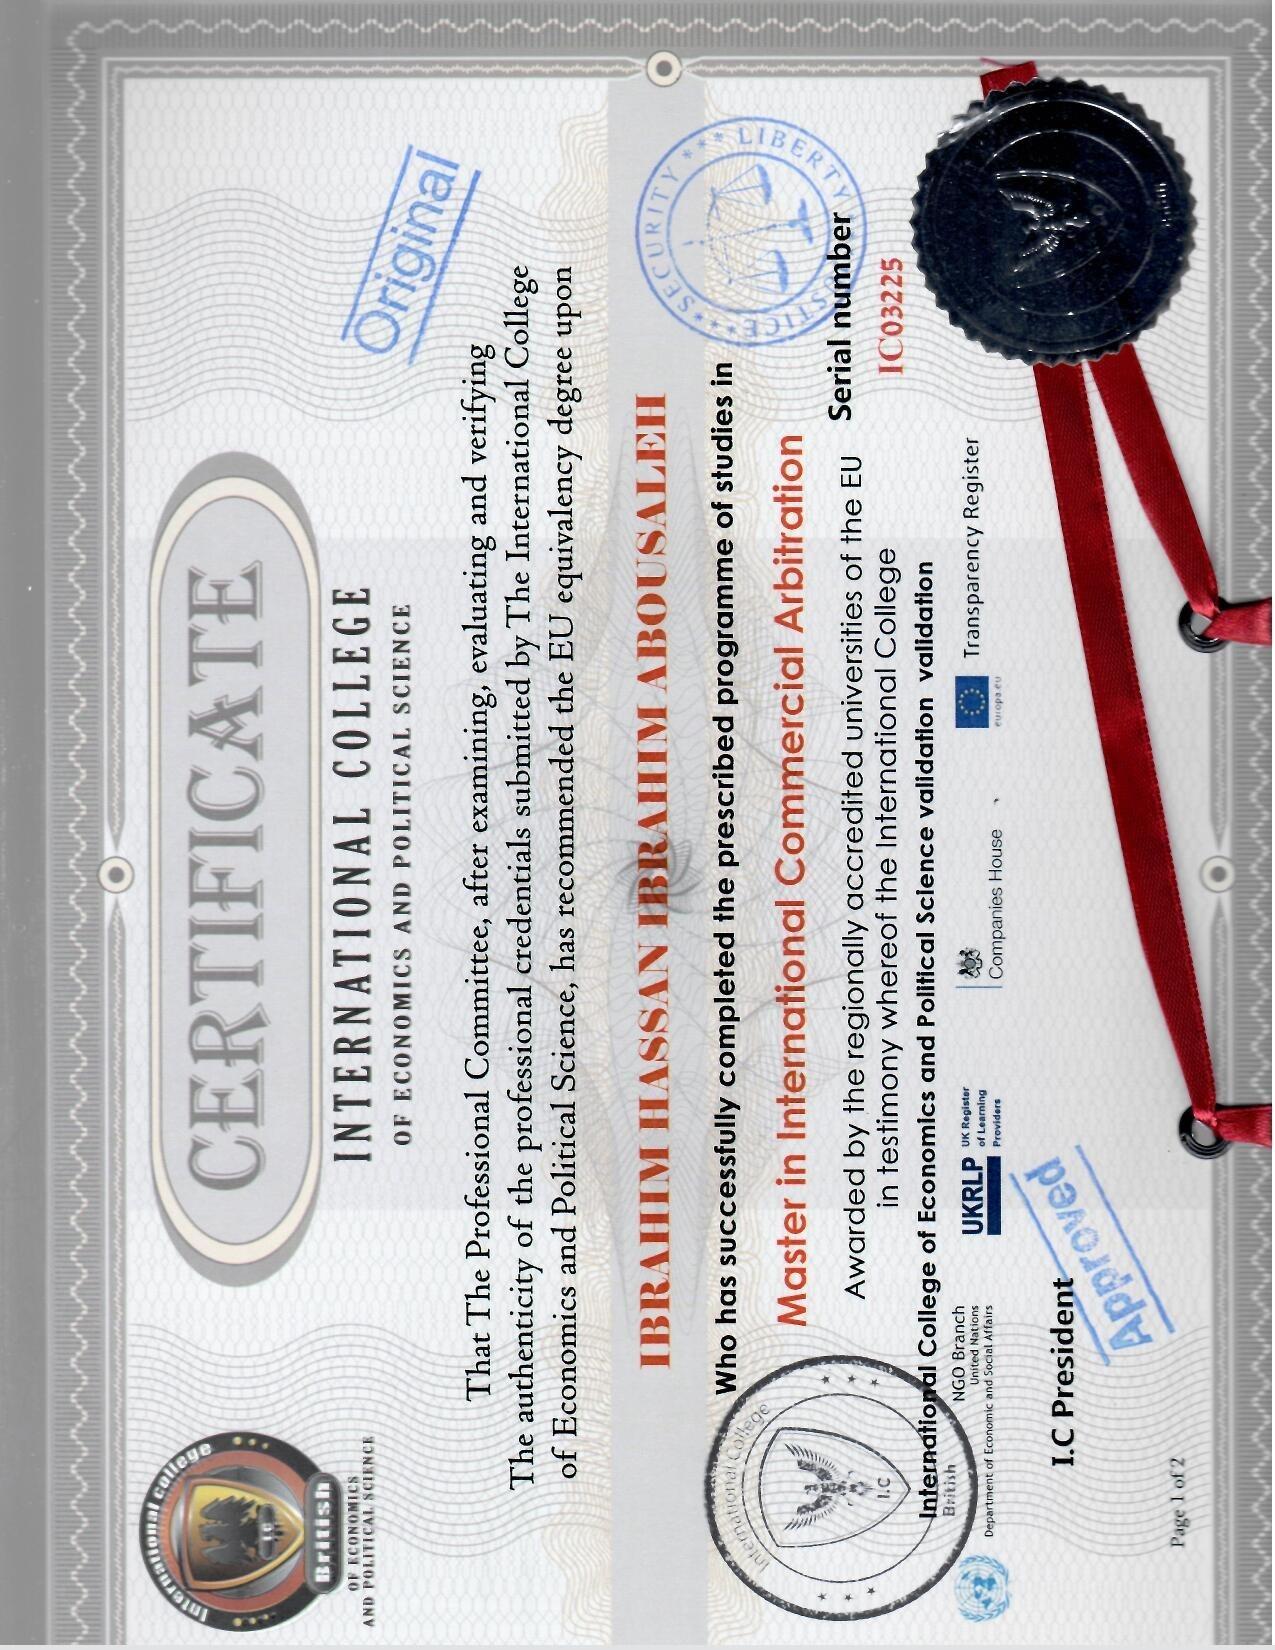 International college
I.C
British
OF ECONOMICS
AND POLITICAL SCIENCE
CERTIFICATE
INTERNATIONAL COLLEGE
OF ECONOMICS AND POLITICAL SCIENCE
Original
That The Professional Committee, after examining, evaluating and verifying
The authenticity of the professional credentials submitted by The International College
of Economics and Political Science, has recommended the EU equivalency degree upon
IBRAHIM HASSAN IBRAHIM ABOUSALEH
Who has successfully completed the prescribed programme of studies in
Master in International Commercial Arbitration
SECURITY
LIBERTY
JUSTICE
International College
I.C
British
Awarded by the regionally accredited universities of the EU
in testimony whereof the International College
Serial number
IC03225
International College of Economics and Political Science validation validation
NGO Branch
United Nations
Department of Economic and Social Affairs
UKRLP
UK Register
of Learning
Providers
Companies House
europa.eu
Transparency Register
I.C President
Approved
Page 1 of 2